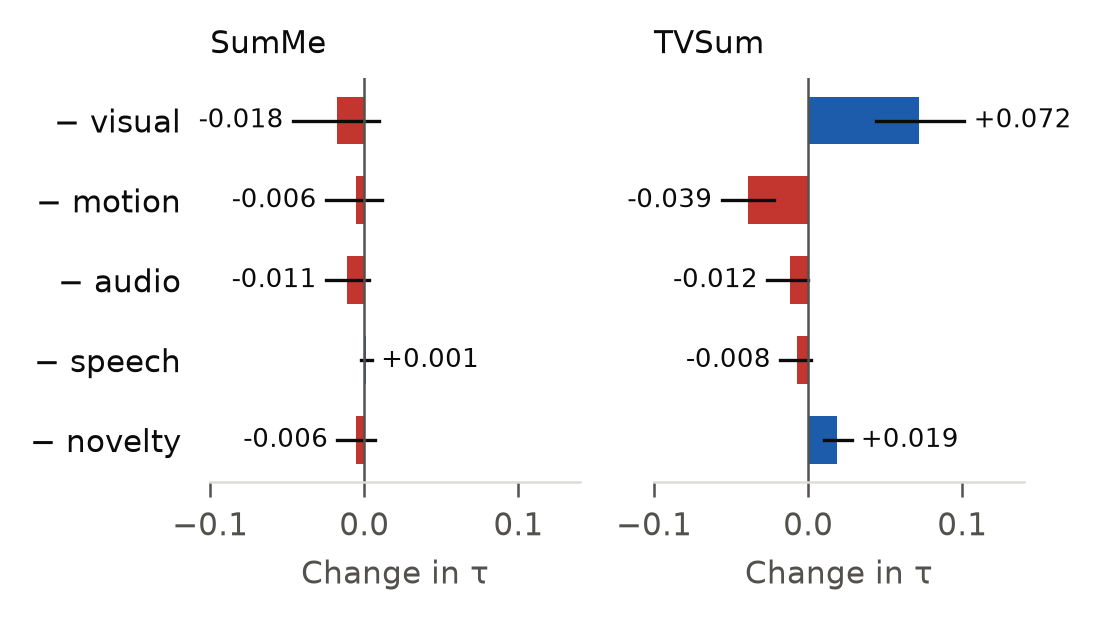 SumMe
TVSum
− visual -0.018 +0.072
− motion -0.006 -0.039
− audio -0.011 -0.012
− speech +0.001 -0.008
− novelty -0.006 +0.019
−0.1 0.0 0.1 −0.1 0.0 0.1
Change in τ
Change in τ